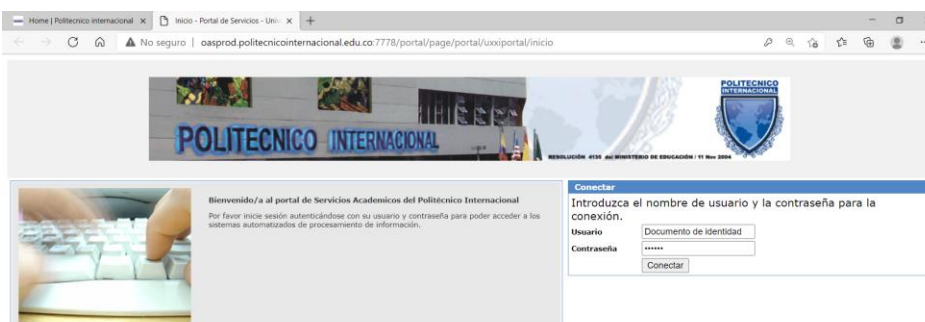 Home | Politecnico internacional
Inicio - Portal de Servicios - Univ
No seguro | oasprod.politecnicointernacional.edu.co:7778/portal/page/portal/uxxiportal/inicio
POLITECNICO INTERNACIONAL
POLITECNICO
INTERNACIONAL
RESOLUCIÓN 4135 del MINISTERIO DE EDUCACIÓN / 11 Nov 2004
Bienvenido/a al portal de Servicios Academicos del Politécnico Internacional
Por favor inicie sesión autenticándose con su usuario y contraseña para poder acceder a los
sistemas automatizados de procesamiento de información.
Conectar
Introduzca el nombre de usuario y la contraseña para la
conexión.
Usuario Documento de identidad
Contraseña ••••••
Conectar